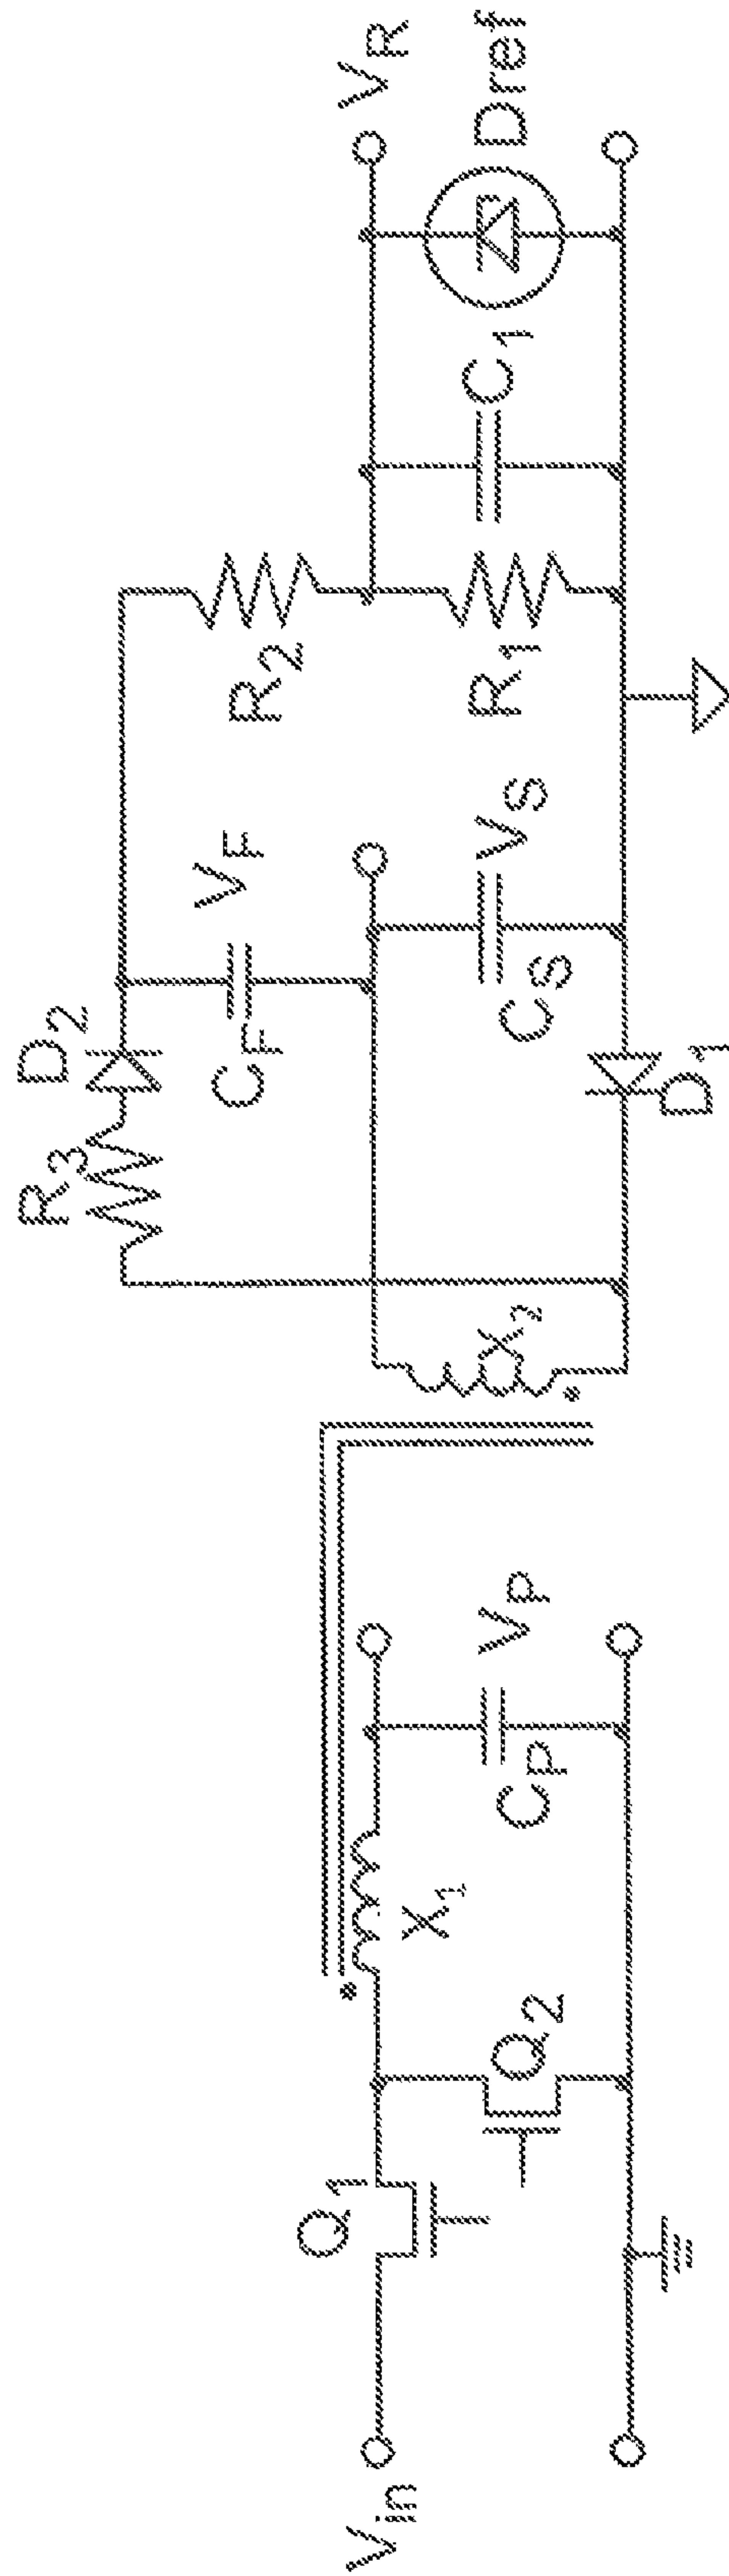 Vin
Q1
Q2
X1
CP
VP
X2
R3
D2
CF
VF
CS
VS
D1
R2
R1
C1
Dref
VR